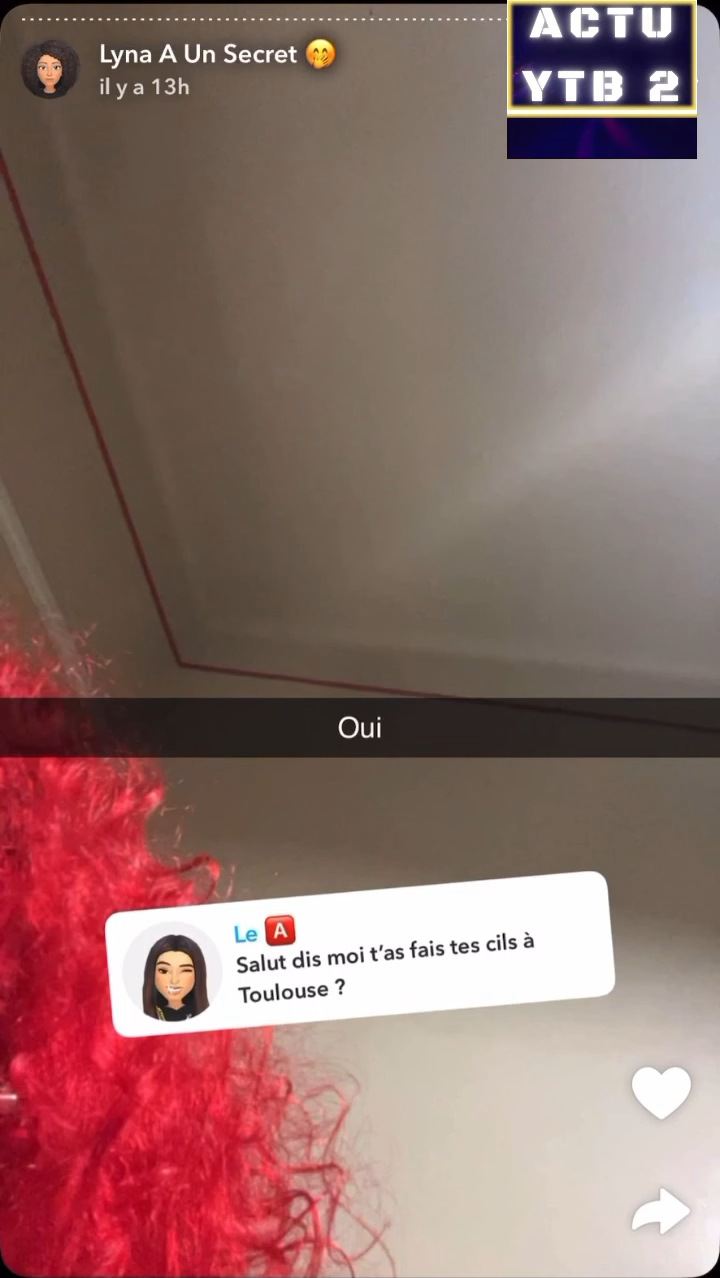 Lyna A Un Secret 🤭
il y a 13h
ACTU
YTB 2
Oui
Le 🅰️
Salut dis moi t’as fais tes cils à
Toulouse ?